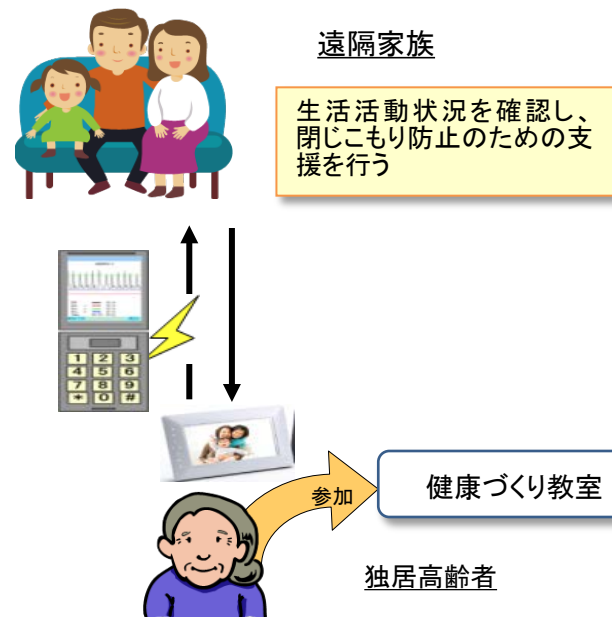 遠隔家族
生活活動状況を確認し、
閉じこもり防止のための支
援を行う
1 2 3
4 5 6
7 8 9
* 0 #
参加
健康づくり教室
独居高齢者